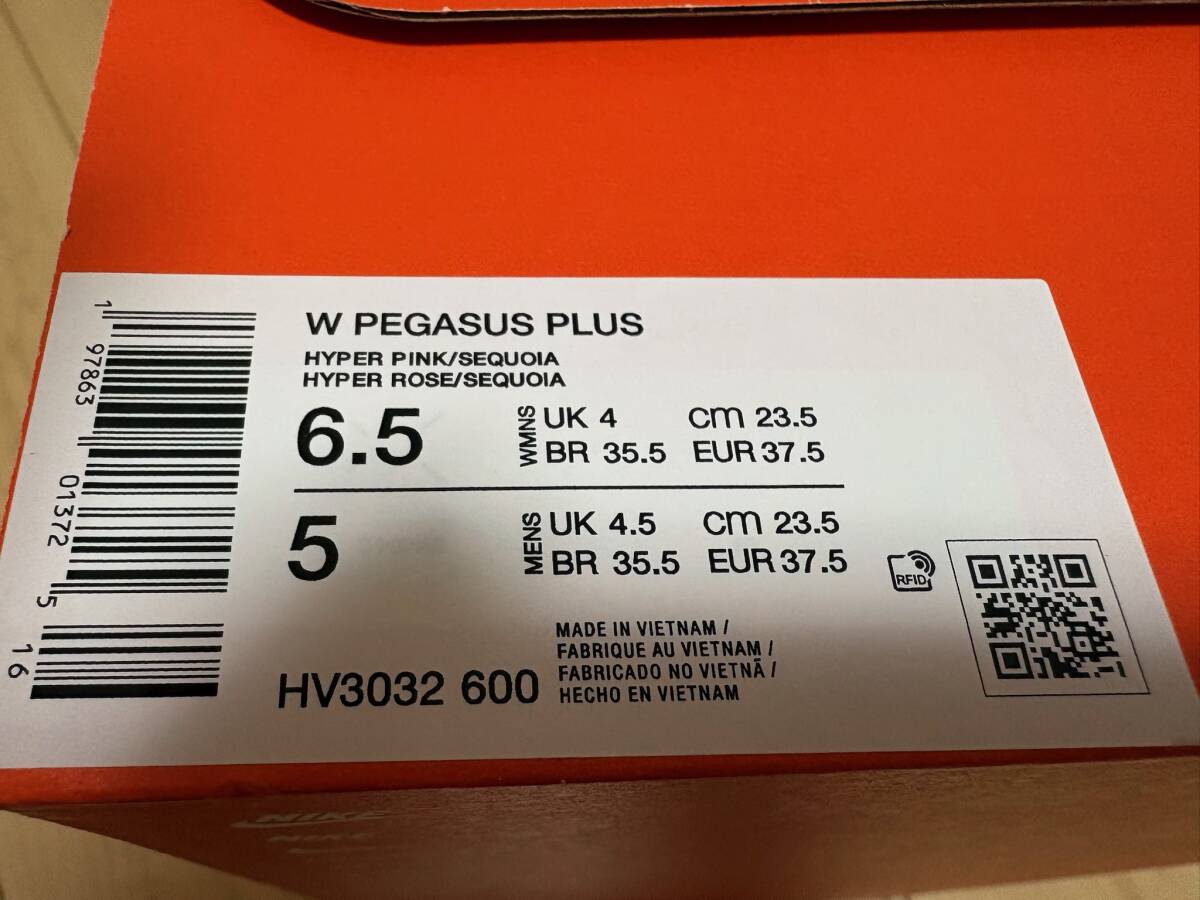 W PEGASUS PLUS
HYPER PINK/SEQUOIA
HYPER ROSE/SEQUOIA
6.5 WMNS UK 4 CM 23.5
BR 35.5 EUR 37.5
5 MENS UK 4.5 CM 23.5
BR 35.5 EUR 37.5
RFID
MADE IN VIETNAM /
FABRIQUE AU VIETNAM /
FABRICADO NO VIETNÃ /
HECHO EN VIETNAM
HV3032 600
1 97863 01372 5 16
NIKE
NIKE